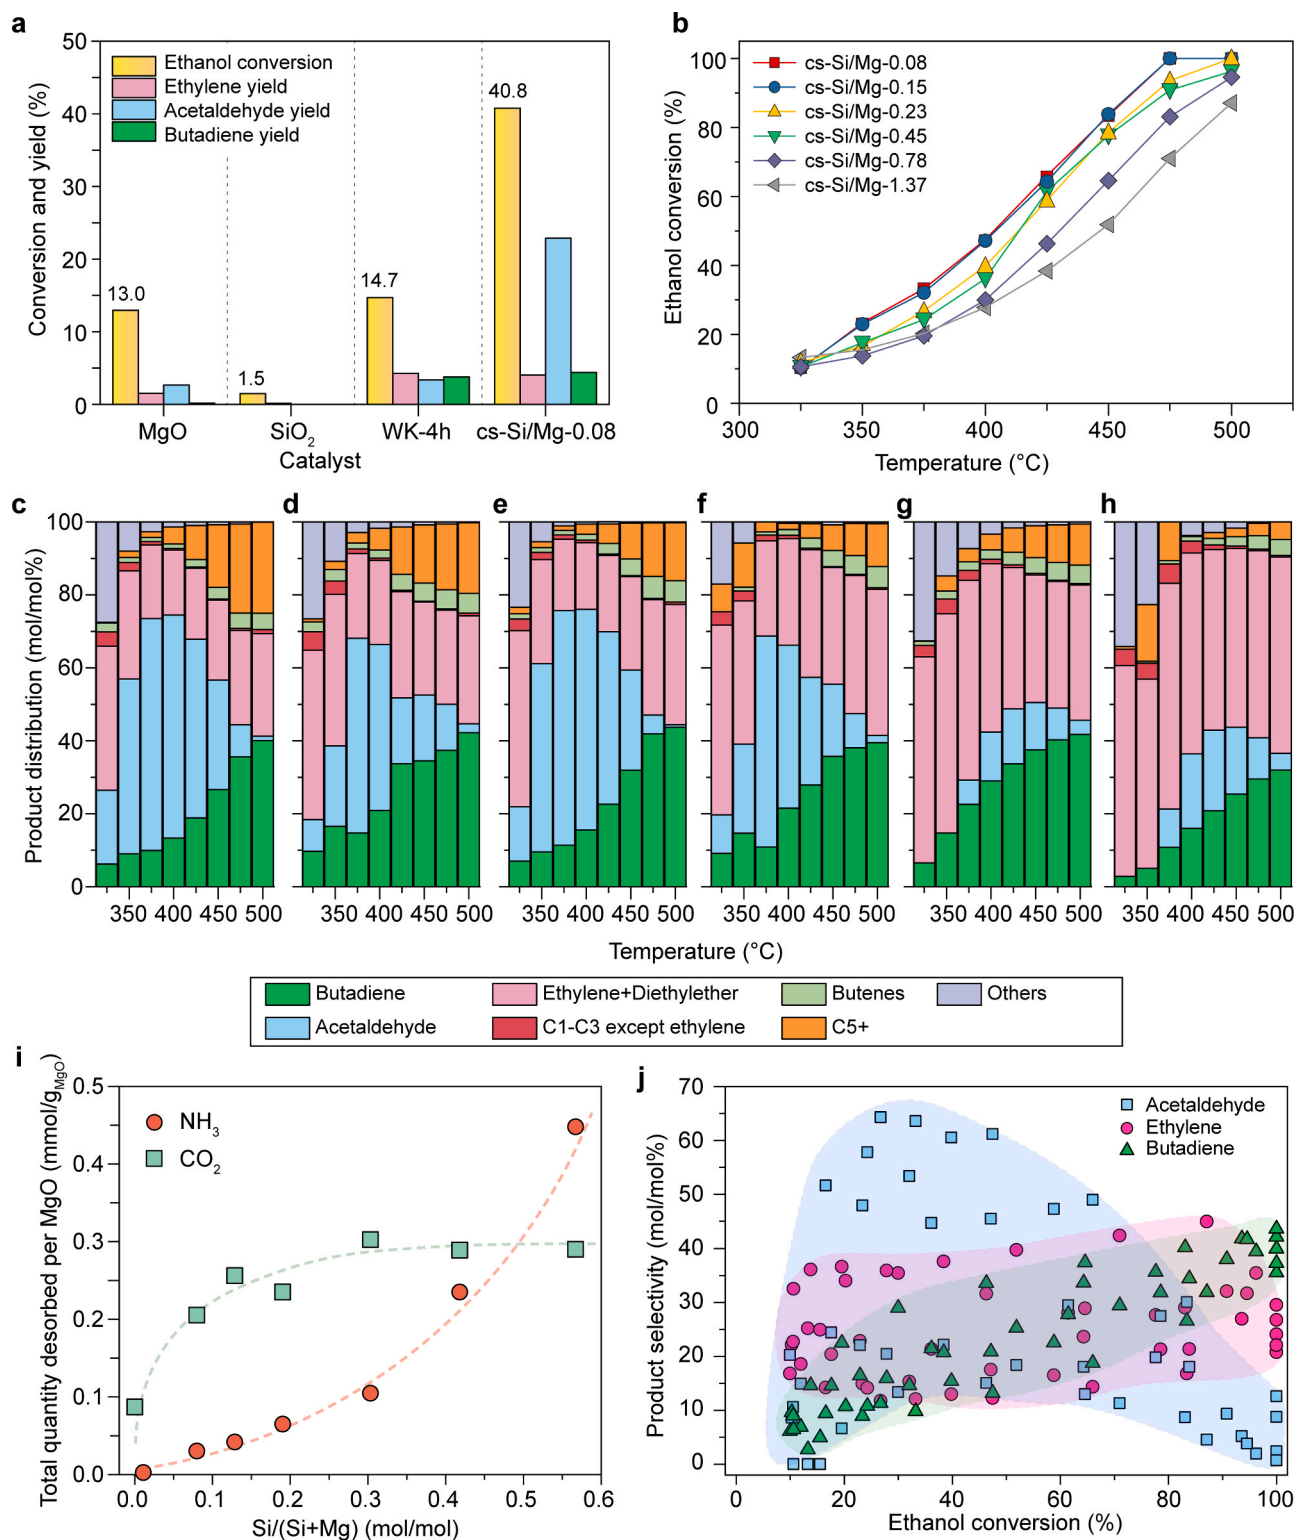 a
50
40
30
20
10
0
Conversion and yield (%)
Ethanol conversion
Ethylene yield
Acetaldehyde yield
Butadiene yield
13.0
1.5
14.7
40.8
MgO
SiO₂
WK-4h
cs-Si/Mg-0.08
Catalyst
b
100
80
60
40
20
0
Ethanol conversion (%)
cs-Si/Mg-0.08
cs-Si/Mg-0.15
cs-Si/Mg-0.23
cs-Si/Mg-0.45
cs-Si/Mg-0.78
cs-Si/Mg-1.37
300 350 400 450 500
Temperature (°C)
c d e f g h
100
80
60
40
20
0
Product distribution (mol/mol%)
350 400 450 500 350 400 450 500 350 400 450 500 350 400 450 500 350 400 450 500 350 400 450 500
Temperature (°C)
Butadiene Ethylene+Diethylether Butenes Others
Acetaldehyde C1-C3 except ethylene C5+
i
0.5
0.4
0.3
0.2
0.1
0.0
Total quantity desorbed per MgO (mmol/g_MgO)
NH₃
CO₂
0.0 0.1 0.2 0.3 0.4 0.5 0.6
Si/(Si+Mg) (mol/mol)
j
70
60
50
40
30
20
10
0
Product selectivity (mol/mol%)
Acetaldehyde
Ethylene
Butadiene
0 20 40 60 80 100
Ethanol conversion (%)